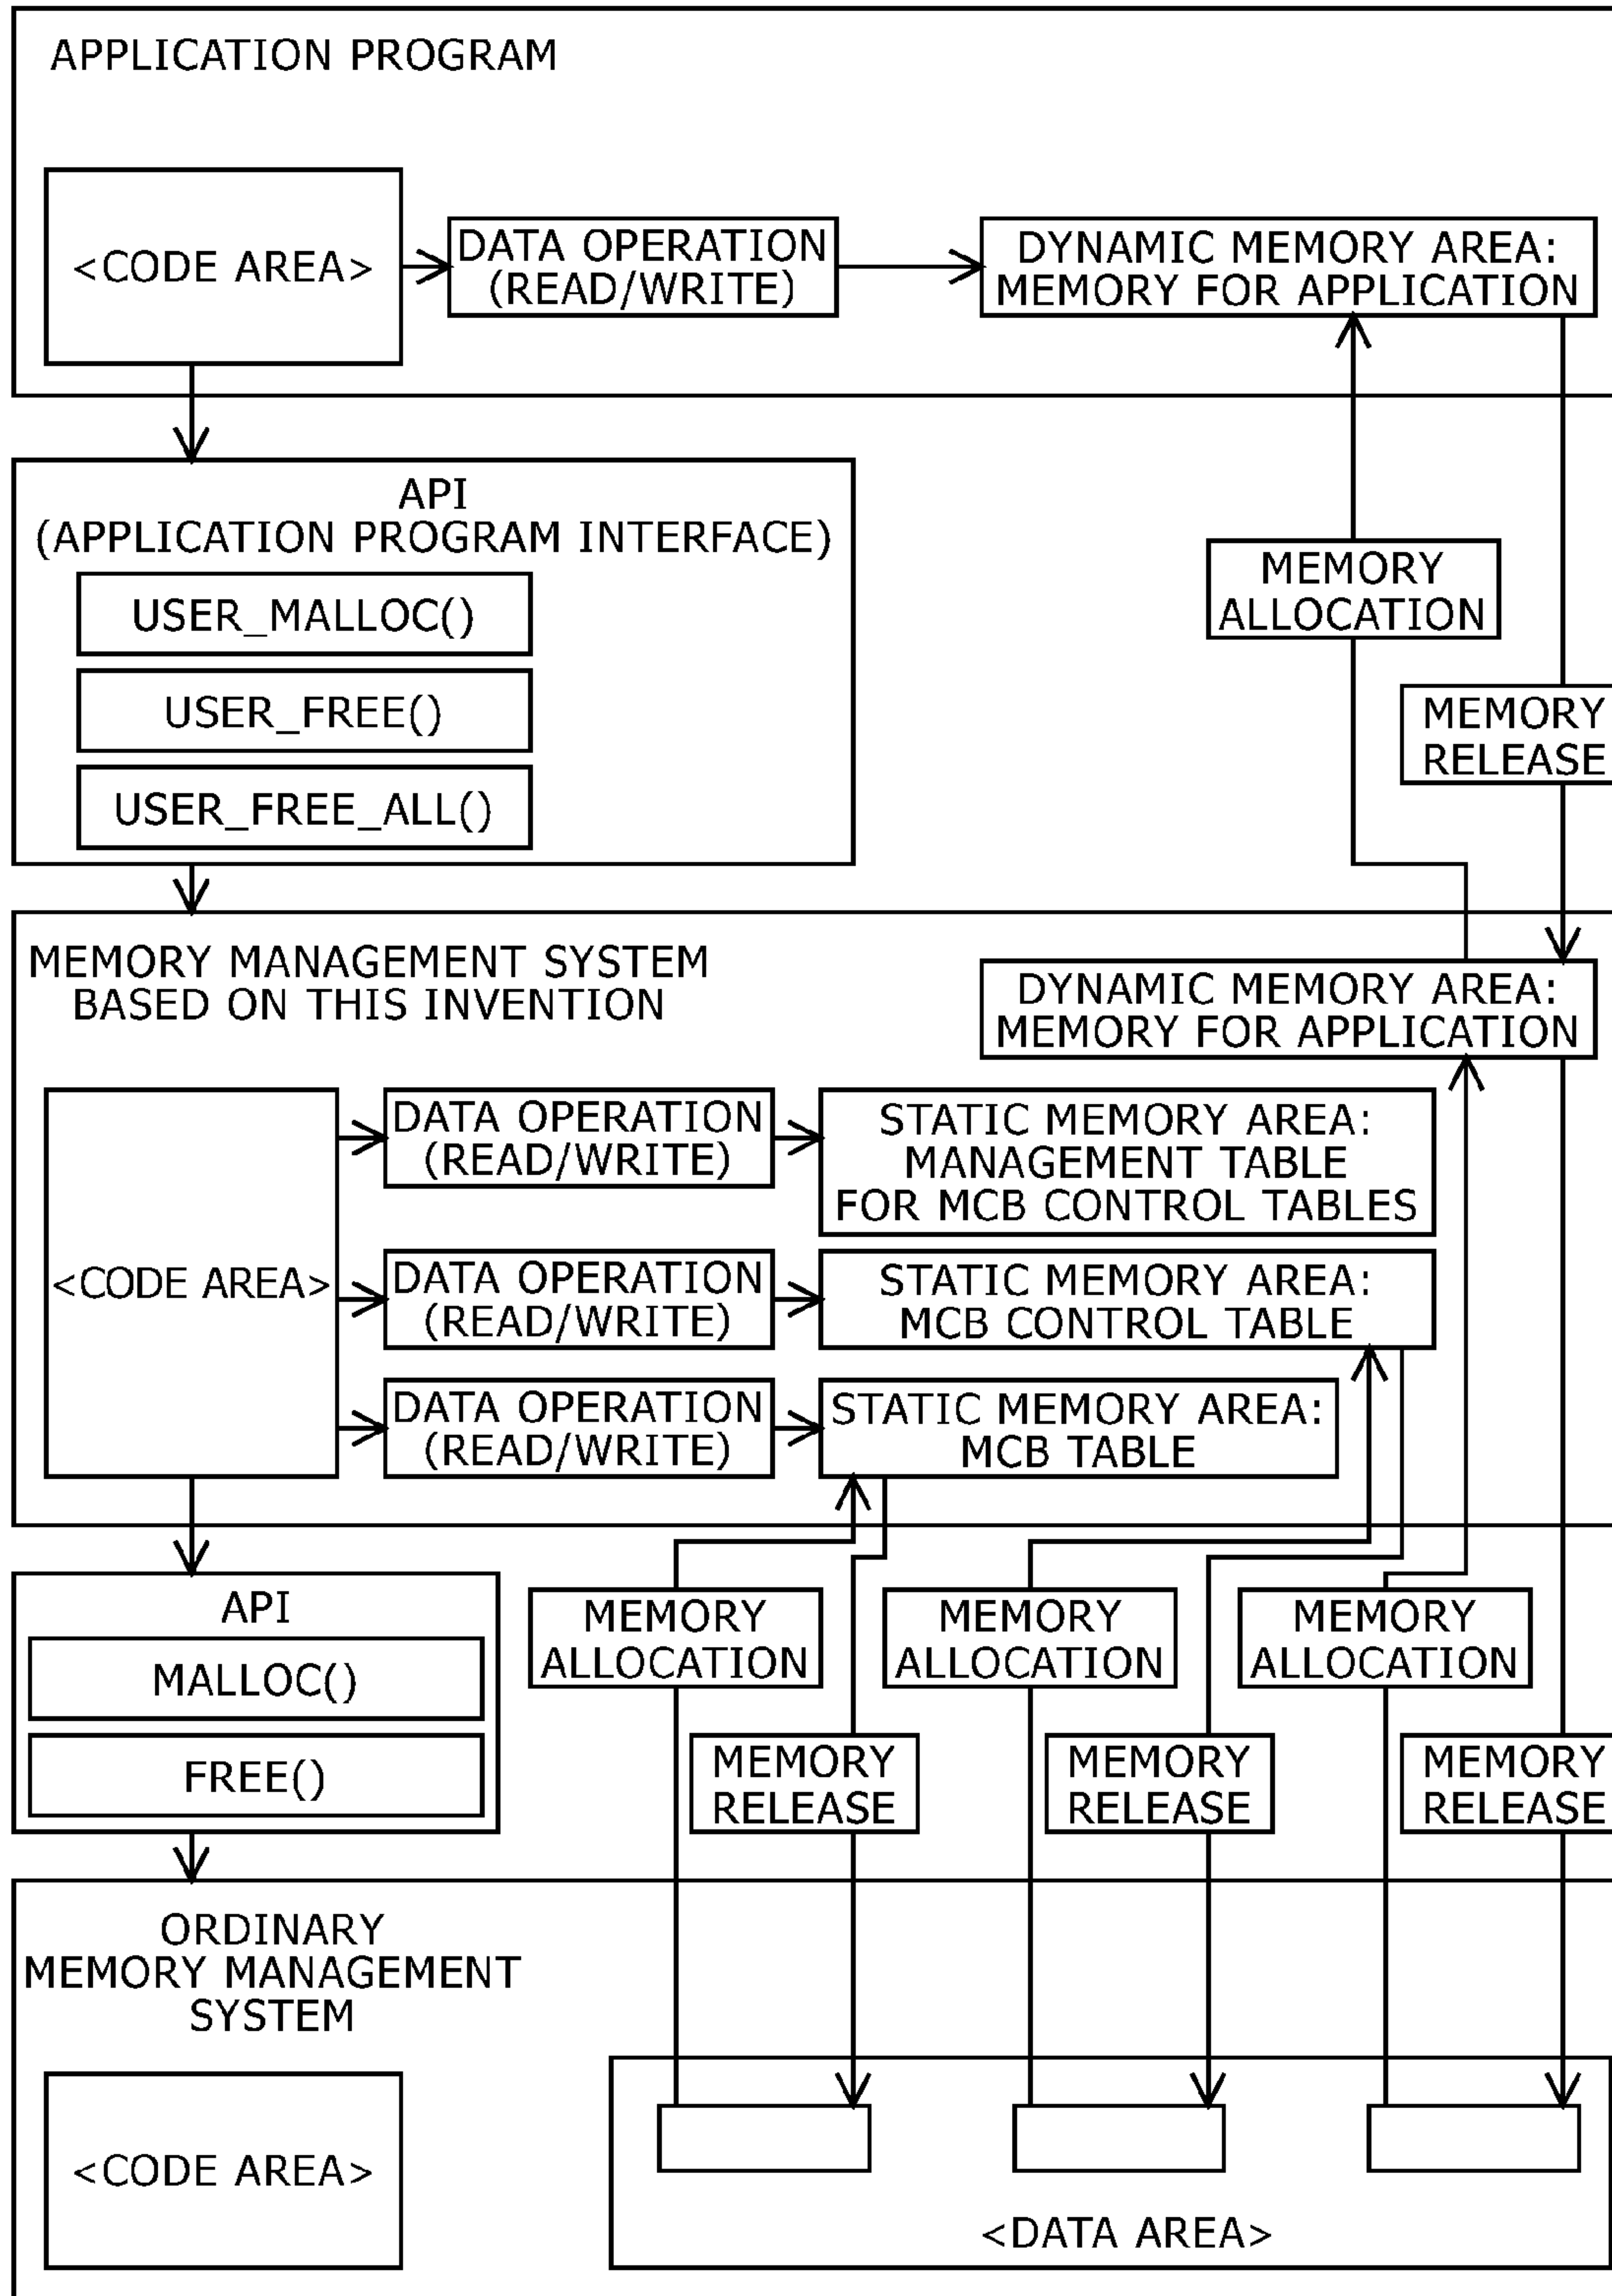 APPLICATION PROGRAM
<CODE AREA>
DATA OPERATION
(READ/WRITE)
DYNAMIC MEMORY AREA:
MEMORY FOR APPLICATION
API
(APPLICATION PROGRAM INTERFACE)
USER_MALLOC()
USER_FREE()
USER_FREE_ALL()
MEMORY
ALLOCATION
MEMORY
RELEASE
MEMORY MANAGEMENT SYSTEM
BASED ON THIS INVENTION
DYNAMIC MEMORY AREA:
MEMORY FOR APPLICATION
<CODE AREA>
DATA OPERATION
(READ/WRITE)
STATIC MEMORY AREA:
MANAGEMENT TABLE
FOR MCB CONTROL TABLES
DATA OPERATION
(READ/WRITE)
STATIC MEMORY AREA:
MCB CONTROL TABLE
DATA OPERATION
(READ/WRITE)
STATIC MEMORY AREA:
MCB TABLE
API
MALLOC()
FREE()
MEMORY
ALLOCATION
MEMORY
ALLOCATION
MEMORY
ALLOCATION
MEMORY
RELEASE
MEMORY
RELEASE
MEMORY
RELEASE
ORDINARY
MEMORY MANAGEMENT
SYSTEM
<CODE AREA>
<DATA AREA>